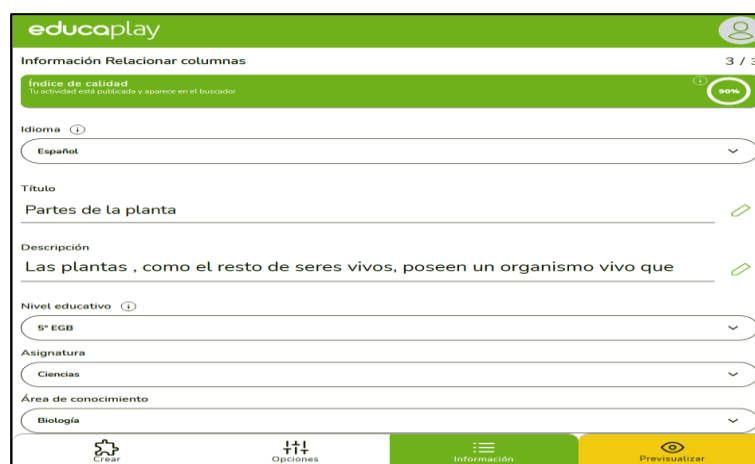 educaplay
Información Relacionar columnas
3 / 3
Índice de calidad
Tu actividad está publicada y aparece en el buscador
90%
Idioma
Español
Título
Partes de la planta
Descripción
Las plantas , como el resto de seres vivos, poseen un organismo vivo que
Nivel educativo
5º EGB
Asignatura
Ciencias
Área de conocimiento
Biología
Crear
Opciones
Información
Previsualizar